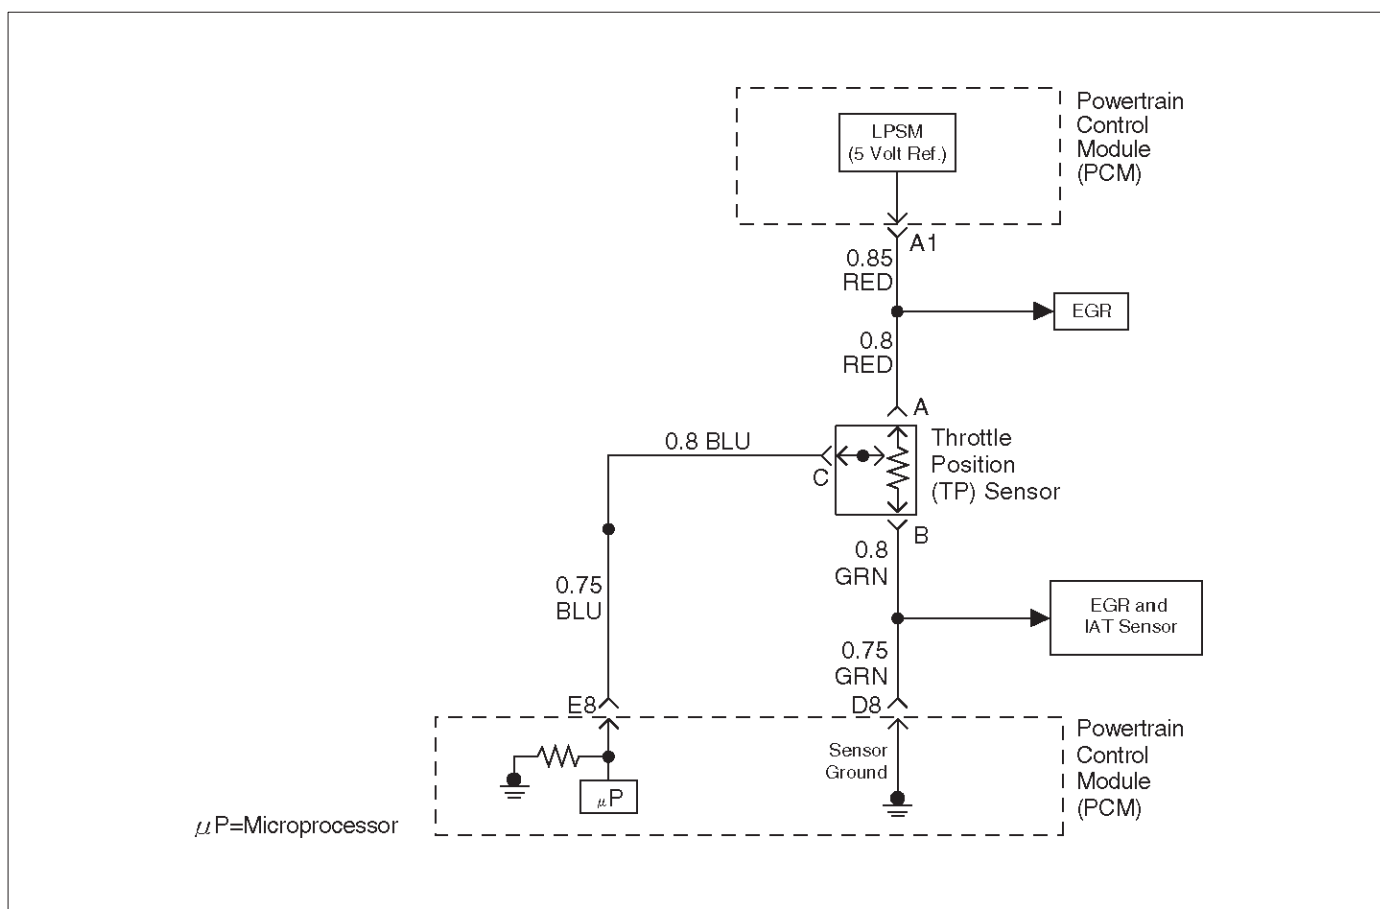 Powertrain
Control
Module
(PCM)
LPSM
(5 Volt Ref.)
A1
0.85
RED
EGR
0.8
RED
A
0.8 BLU
C
Throttle
Position
(TP) Sensor
B
0.8
GRN
0.75
BLU
EGR and
IAT Sensor
0.75
GRN
E8
D8
Powertrain
Control
Module
(PCM)
Sensor
Ground
μP
μP=Microprocessor